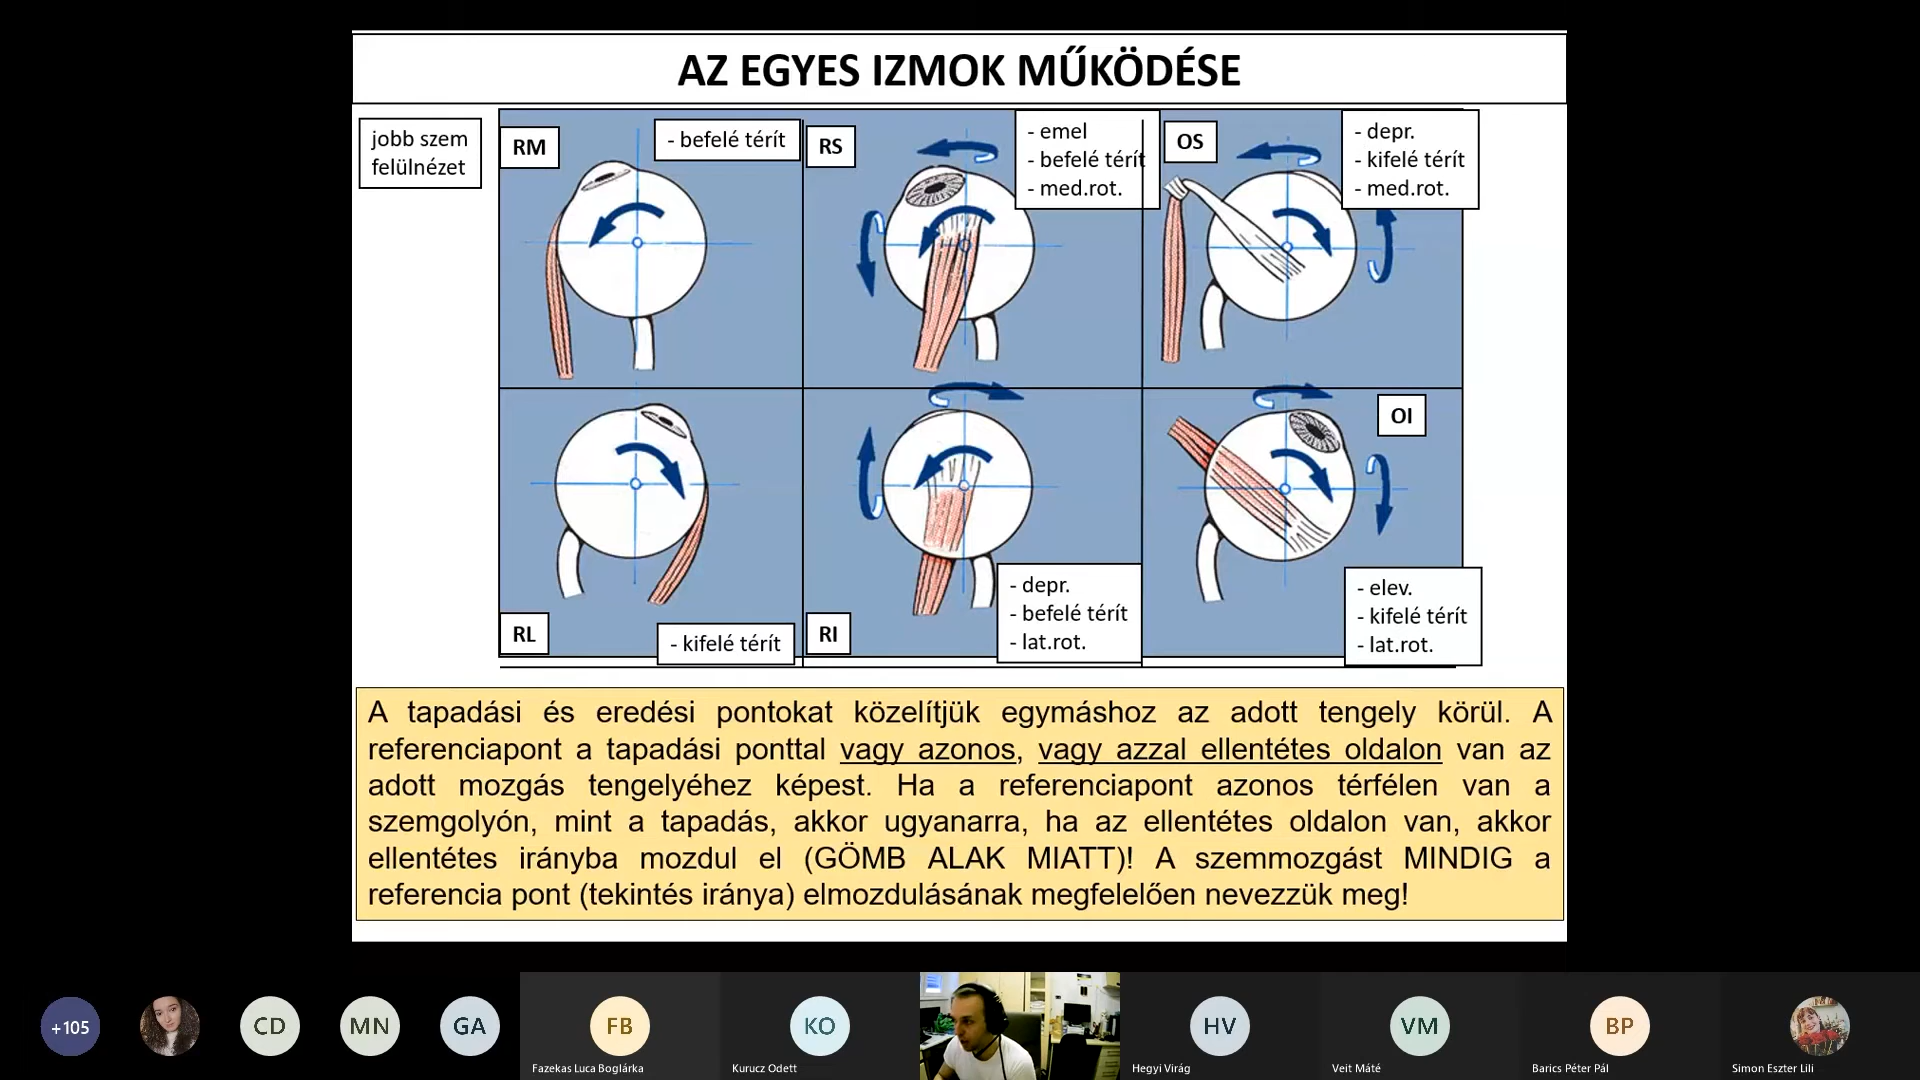 AZ EGYES IZMOK MŰKÖDÉSE
jobb szem
felülnézet
RM
- befelé térít
RS
- emel
- befelé térít
- med.rot.
OS
- depr.
- kifelé térít
- med.rot.
RL
- kifelé térít
RI
- depr.
- befelé térít
- lat.rot.
OI
- elev.
- kifelé térít
- lat.rot.
A tapadási és eredési pontokat közelítjük egymáshoz az adott tengely körül. A
referenciapont a tapadási ponttal vagy azonos, vagy azzal ellentétes oldalon van az
adott mozgás tengelyéhez képest. Ha a referenciapont azonos térfélen van a
szemgolyón, mint a tapadás, akkor ugyanarra, ha az ellentétes oldalon van, akkor
ellentétes irányba mozdul el (GÖMB ALAK MIATT)! A szemmozgást MINDIG a
referencia pont (tekintés iránya) elmozdulásának megfelelően nevezzük meg!
+105
CD
MN
GA
FB
KO
HV
VM
BP
Fazekas Luca Boglárka
Kurucz Odett
Hegyi Virág
Veit Máté
Barics Péter Pál
Simon Eszter Lili